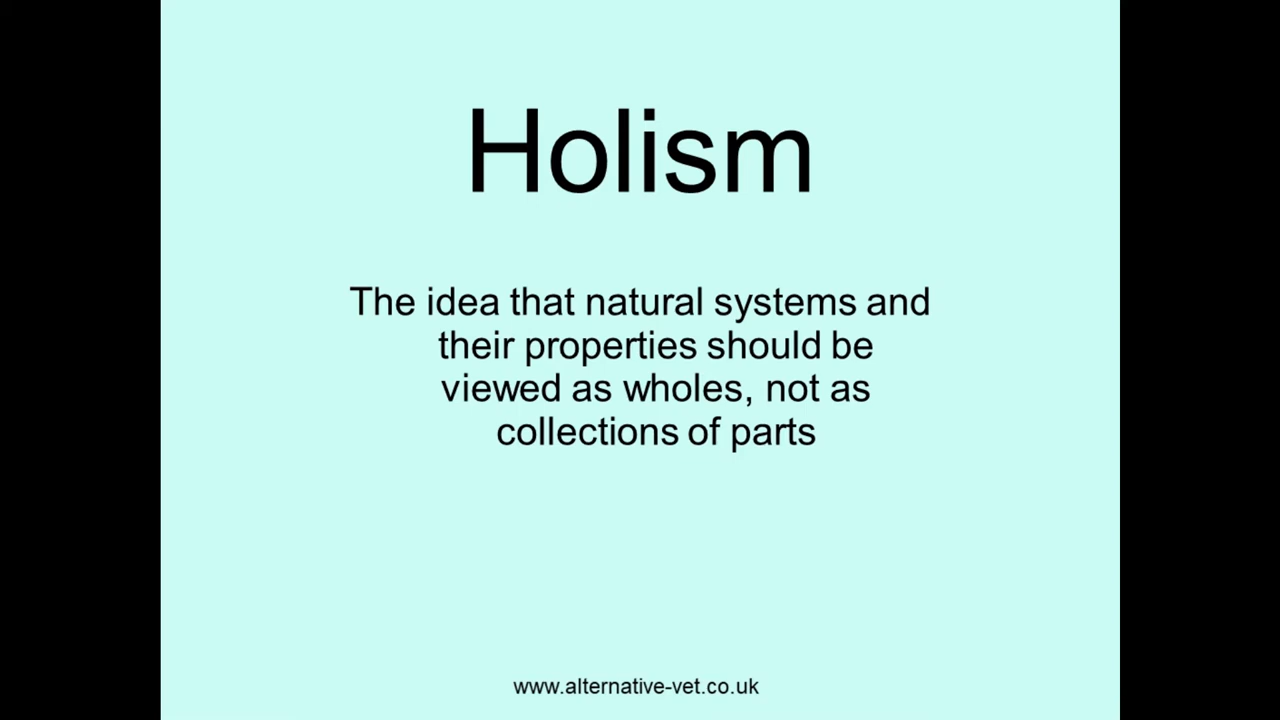 Holism
The idea that natural systems and
their properties should be
viewed as wholes, not as
collections of parts
www.alternative-vet.co.uk